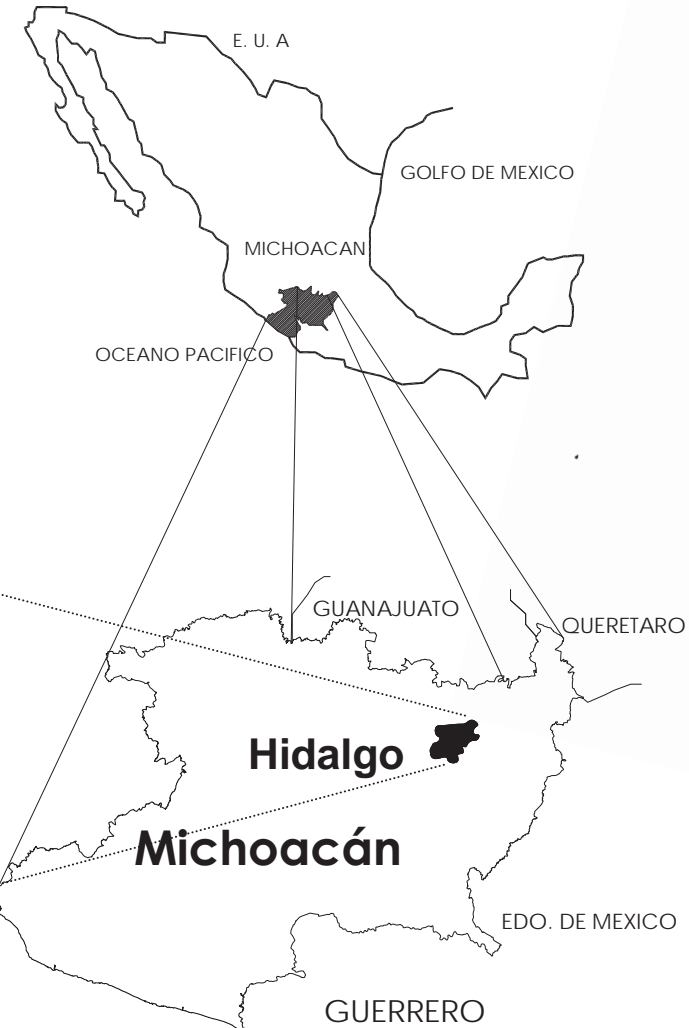 E. U. A
GOLFO DE MEXICO
MICHOACAN
OCEANO PACIFICO
GUANAJUATO
QUERETARO
Hidalgo
Michoacán
EDO. DE MEXICO
GUERRERO